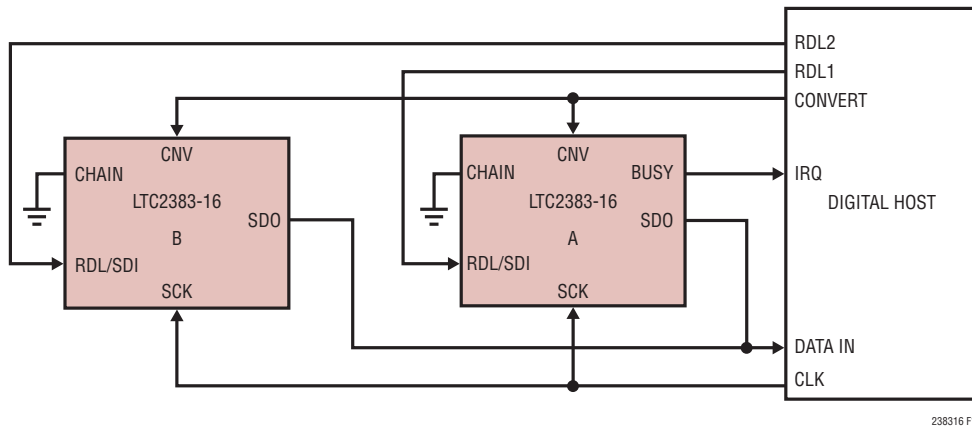 RDL2
RDL1
CONVERT
CNV
CHAIN
LTC2383-16
SDO
B
RDL/SDI
SCK
CNV
CHAIN
BUSY
LTC2383-16
SDO
A
RDL/SDI
SCK
IRQ
DIGITAL HOST
DATA IN
CLK
238316 F